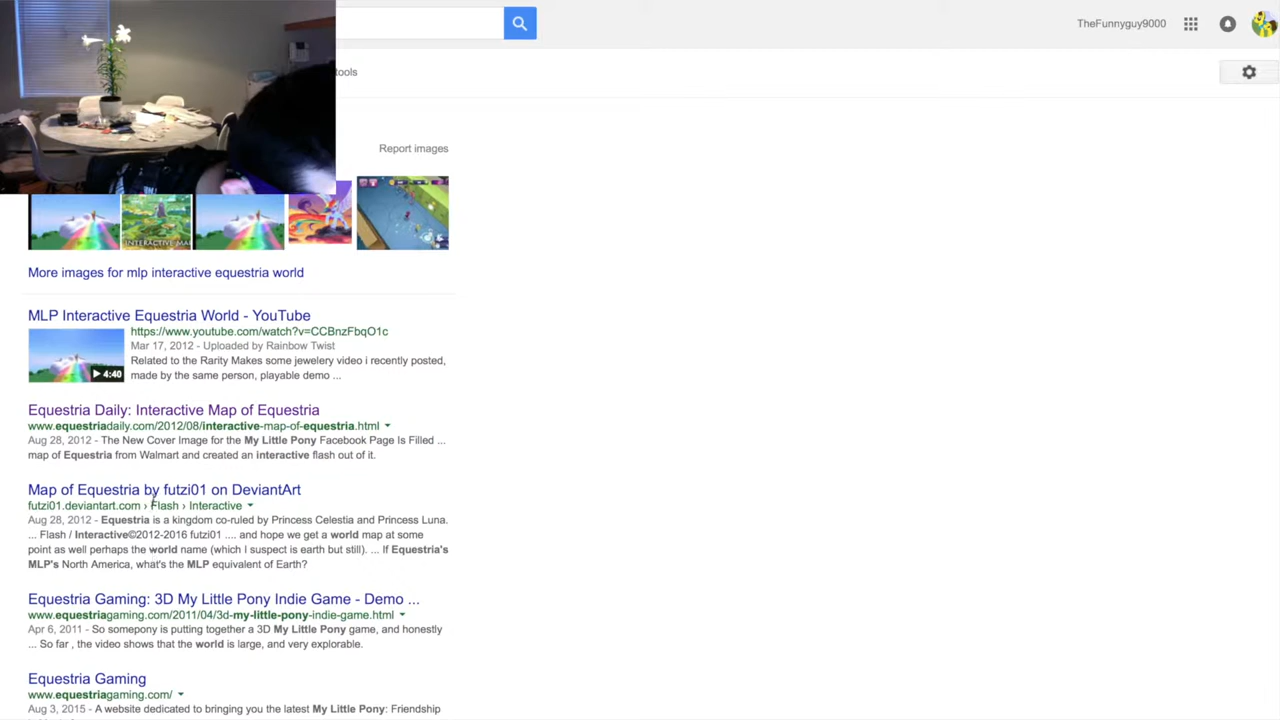 TheFunnyguy9000
tools
Report images
INTERACTIVE MAP
More images for mlp interactive equestria world
MLP Interactive Equestria World - YouTube
https://www.youtube.com/watch?v=CCBnzFbqO1c
Mar 17, 2012 - Uploaded by Rainbow Twist
Related to the Rarity Makes some jewelery video i recently posted,
made by the same person, playable demo ...
4:40
Equestria Daily: Interactive Map of Equestria
www.equestriadaily.com/2012/08/interactive-map-of-equestria.html
Aug 28, 2012 - The New Cover Image for the My Little Pony Facebook Page Is Filled ...
map of Equestria from Walmart and created an interactive flash out of it.
Map of Equestria by futzi01 on DeviantArt
futzi01.deviantart.com › Flash › Interactive
Aug 28, 2012 - Equestria is a kingdom co-ruled by Princess Celestia and Princess Luna.
... Flash / Interactive©2012-2016 futzi01 .... and hope we get a world map at some
point as well perhaps the world name (which I suspect is earth but still). ... If Equestria's
MLP's North America, what's the MLP equivalent of Earth?
Equestria Gaming: 3D My Little Pony Indie Game - Demo ...
www.equestriagaming.com/2011/04/3d-my-little-pony-indie-game.html
Apr 6, 2011 - So somepony is putting together a 3D My Little Pony game, and honestly
... So far , the video shows that the world is large, and very explorable.
Equestria Gaming
www.equestriagaming.com/
Aug 3, 2015 - A website dedicated to bringing you the latest My Little Pony: Friendship